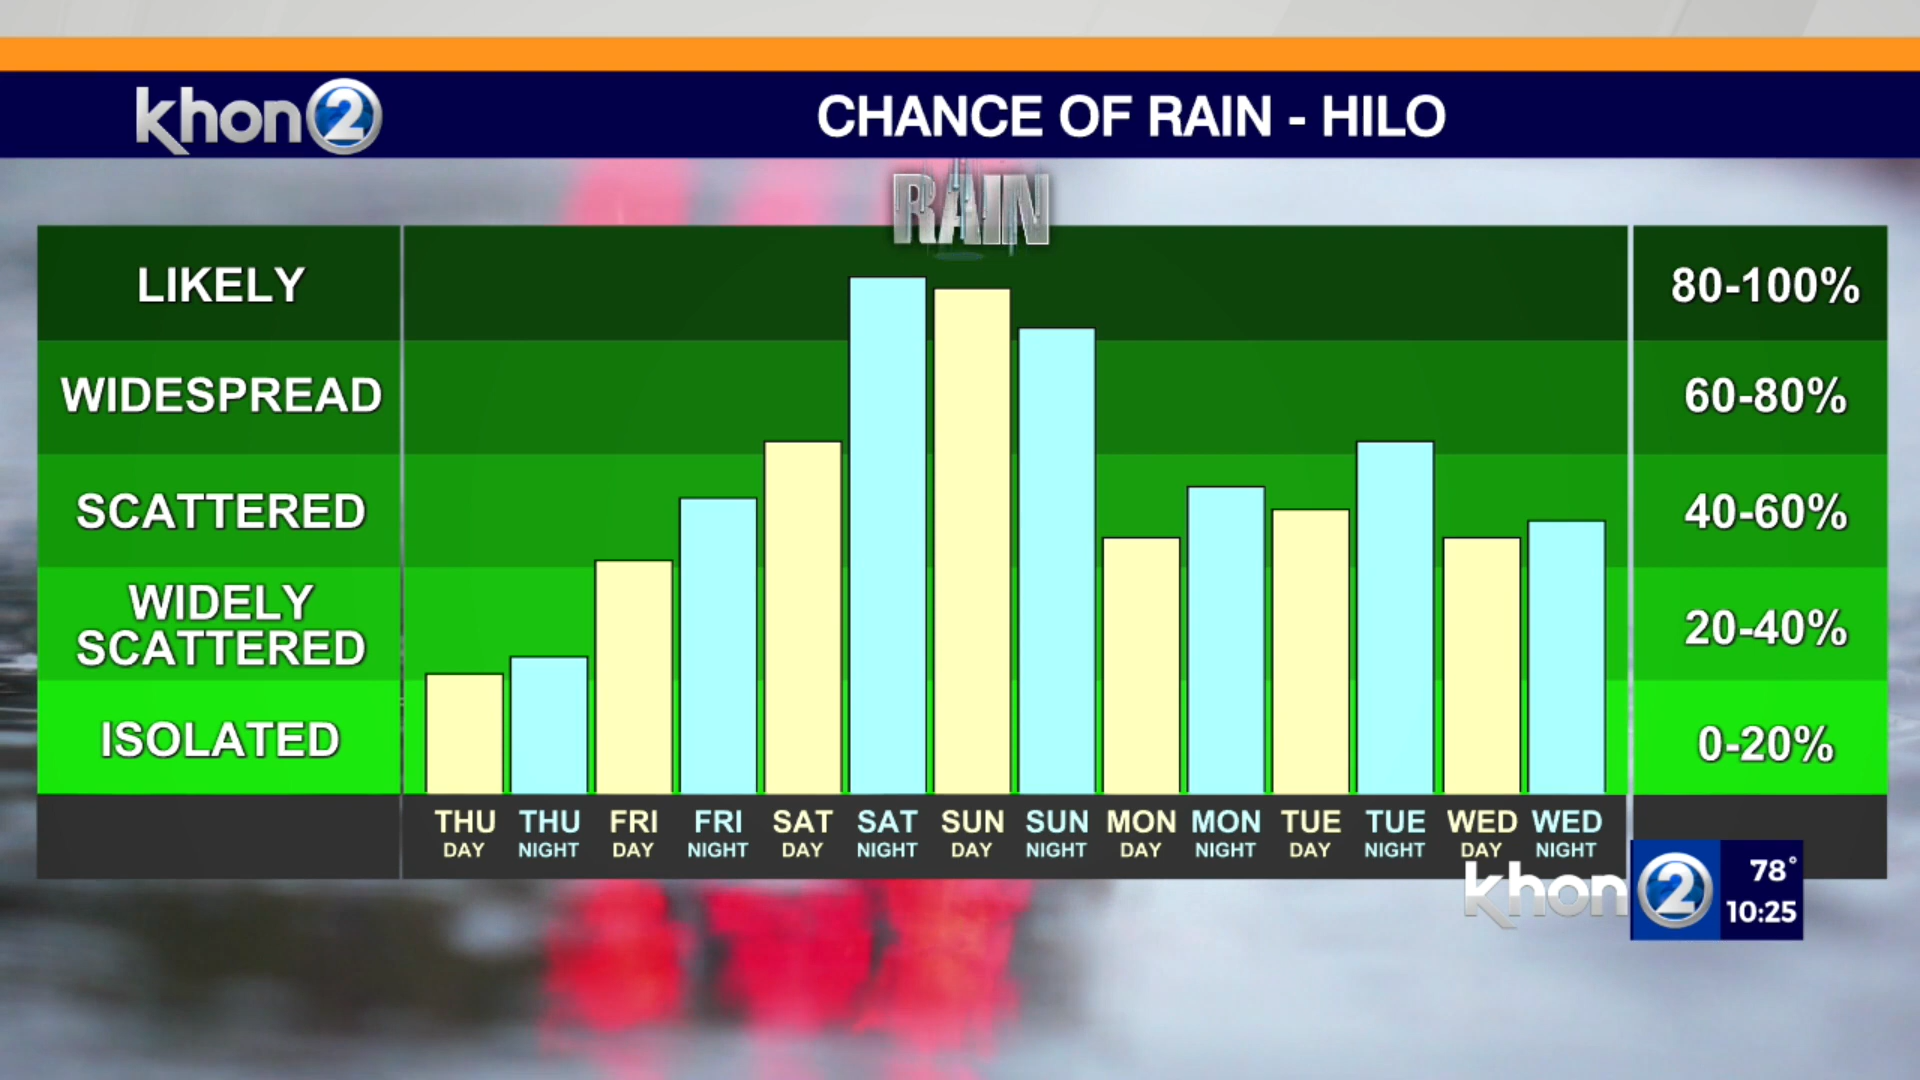 khon2
CHANCE OF RAIN - HILO
RAIN
LIKELY
80-100%
WIDESPREAD
60-80%
SCATTERED
40-60%
WIDELY
SCATTERED
20-40%
ISOLATED
0-20%
THU THU FRI FRI SAT SAT SUN SUN MON MON TUE TUE WED WED
DAY NIGHT DAY NIGHT DAY NIGHT DAY NIGHT DAY NIGHT DAY NIGHT DAY NIGHT
khon2
78°
10:25